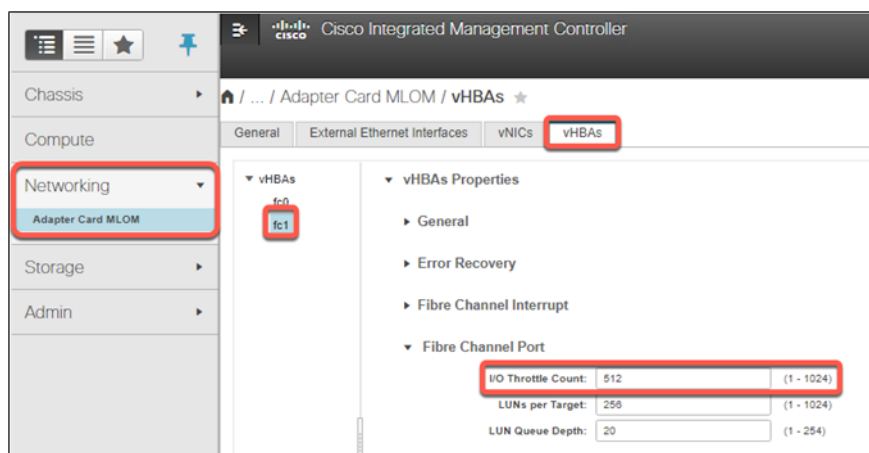 cisco Cisco Integrated Management Controller
/ ... / Adapter Card MLOM / vHBAs
General External Ethernet Interfaces vNICs vHBAs
Chassis
Compute
Networking
Adapter Card MLOM
Storage
Admin
vHBAs
fc0
fc1
vHBAs Properties
General
Error Recovery
Fibre Channel Interrupt
Fibre Channel Port
I/O Throttle Count: 512 (1 - 1024)
LUNs per Target: 256 (1 - 1024)
LUN Queue Depth: 20 (1 - 254)